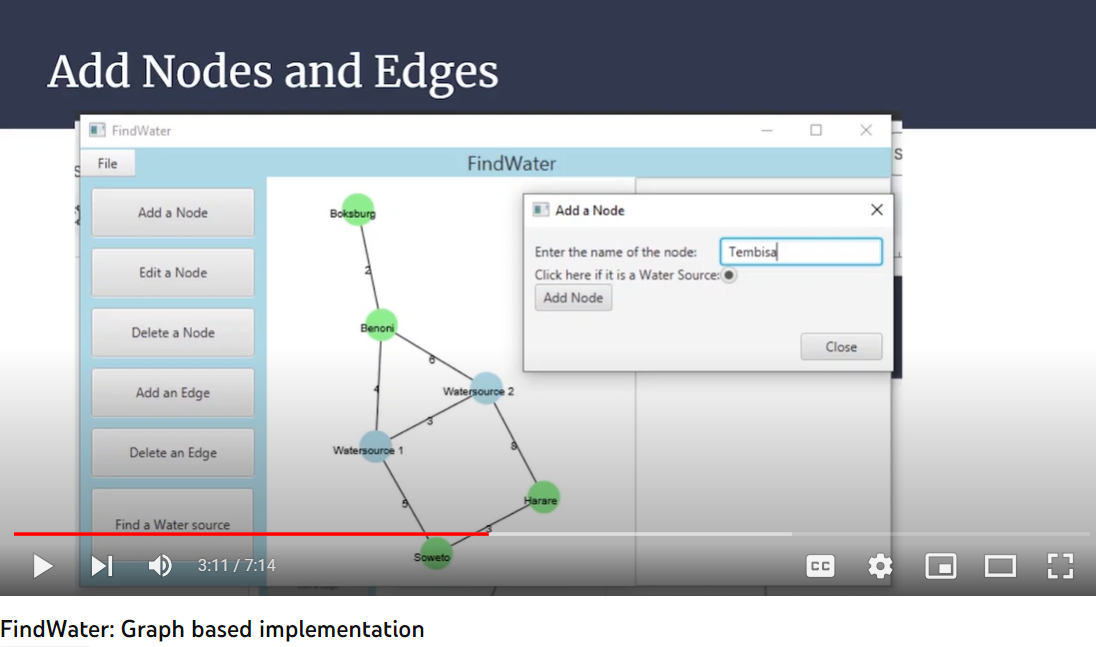 Add Nodes and Edges
FindWater
File
FindWater
S
S
Add a Node
Edit a Node
Delete a Node
Add an Edge
Delete an Edge
Find a Water source
Boksburg
2
Benoni
6
4
Watersource 2
3
Watersource 1
8
5
Harare
3
Soweto
Add a Node
Enter the name of the node: Tembisa
Click here if it is a Water Source:
Add Node
Close
3:11 / 7:14
CC
FindWater: Graph based implementation